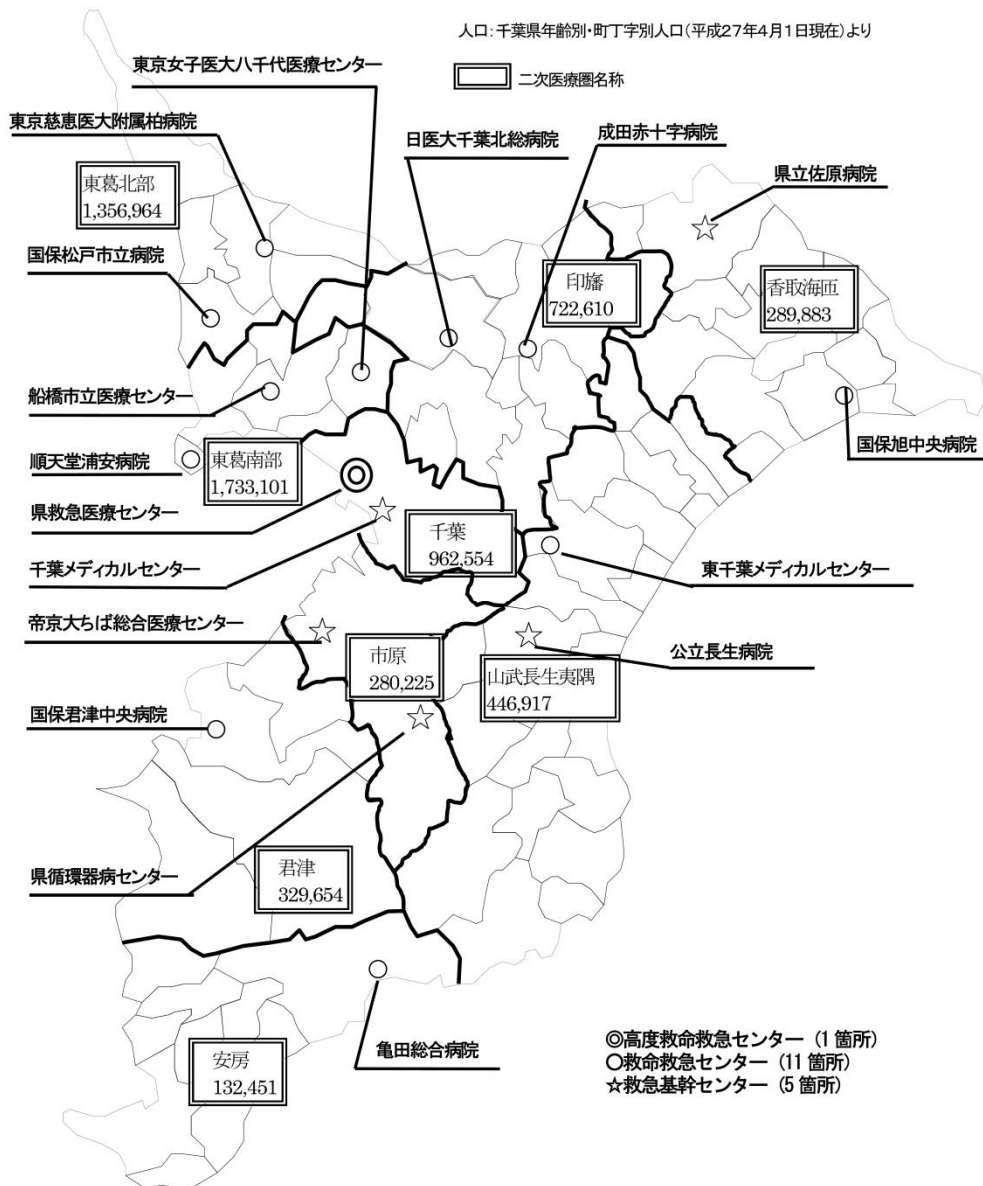 人口：千葉県年齢別・町丁字別人口（平成27年4月1日現在）より
東京女子医大八千代医療センター
二次医療圏名称
東京慈恵医大附属柏病院
日医大千葉北総病院
成田赤十字病院
県立佐原病院
東葛北部
1,356,964
国保松戸市立病院
印旛
722,610
香取海匝
289,883
船橋市立医療センター
国保旭中央病院
順天堂浦安病院
東葛南部
1,733,101
県救急医療センター
千葉
962,554
千葉メディカルセンター
東千葉メディカルセンター
帝京大ちば総合医療センター
市原
280,225
公立長生病院
山武長生夷隅
446,917
国保君津中央病院
県循環器病センター
君津
329,654
亀田総合病院
安房
132,451
◎高度救命救急センター（1箇所）
○救命救急センター（11箇所）
☆救急基幹センター（5箇所）